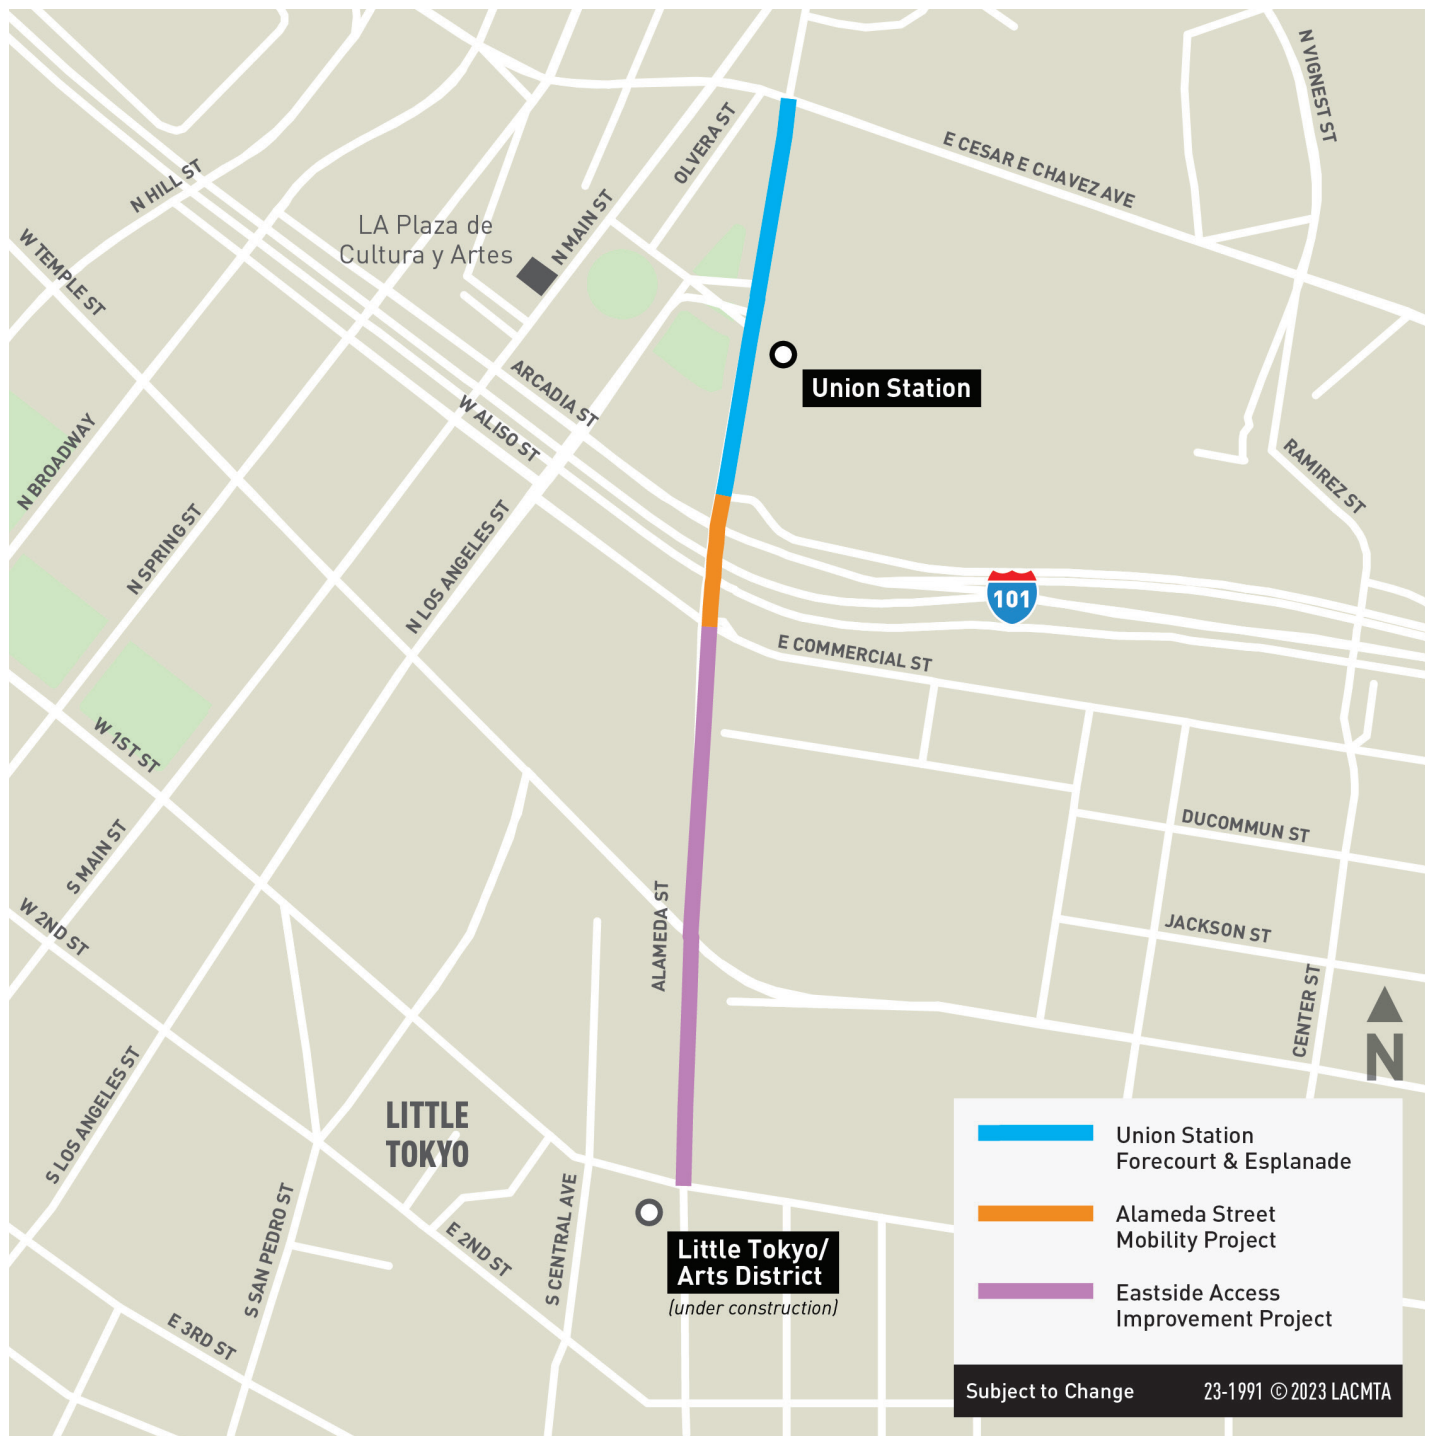 N VIGNEST ST
OLVERA ST
E CESAR E CHAVEZ AVE
N HILL ST
LA Plaza de
Cultura y Artes
N MAIN ST
W TEMPLE ST
Union Station
ARCADIA ST
W ALISO ST
N BROADWAY
RAMIREZ ST
N SPRING ST
N LOS ANGELES ST
101
E COMMERCIAL ST
W 1ST ST
DUCOMMUN ST
S MAIN ST
ALAMEDA ST
W 2ND ST
JACKSON ST
CENTER ST
N
S LOS ANGELES ST
LITTLE
TOKYO
S SAN PEDRO ST
E 2ND ST
S CENTRAL AVE
E 3RD ST
Little Tokyo/
Arts District
(under construction)
Union Station
Forecourt & Esplanade
Alameda Street
Mobility Project
Eastside Access
Improvement Project
Subject to Change
23-1991 © 2023 LACMTA